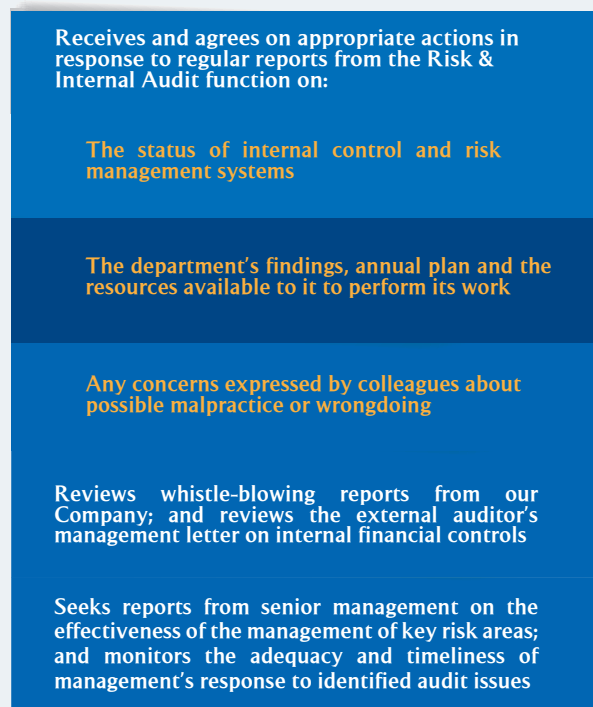 Receives and agrees on appropriate actions in
response to regular reports from the Risk &
Internal Audit function on:
The status of internal control and risk
management systems
The department's findings, annual plan and the
resources available to it to perform its work
Any concerns expressed by colleagues about
possible malpractice or wrongdoing
Reviews whistle-blowing reports from our
Company; and reviews the external auditor's
management letter on internal financial controls
Seeks reports from senior management on the
effectiveness of the management of key risk areas;
and monitors the adequacy and timeliness of
management's response to identified audit issues